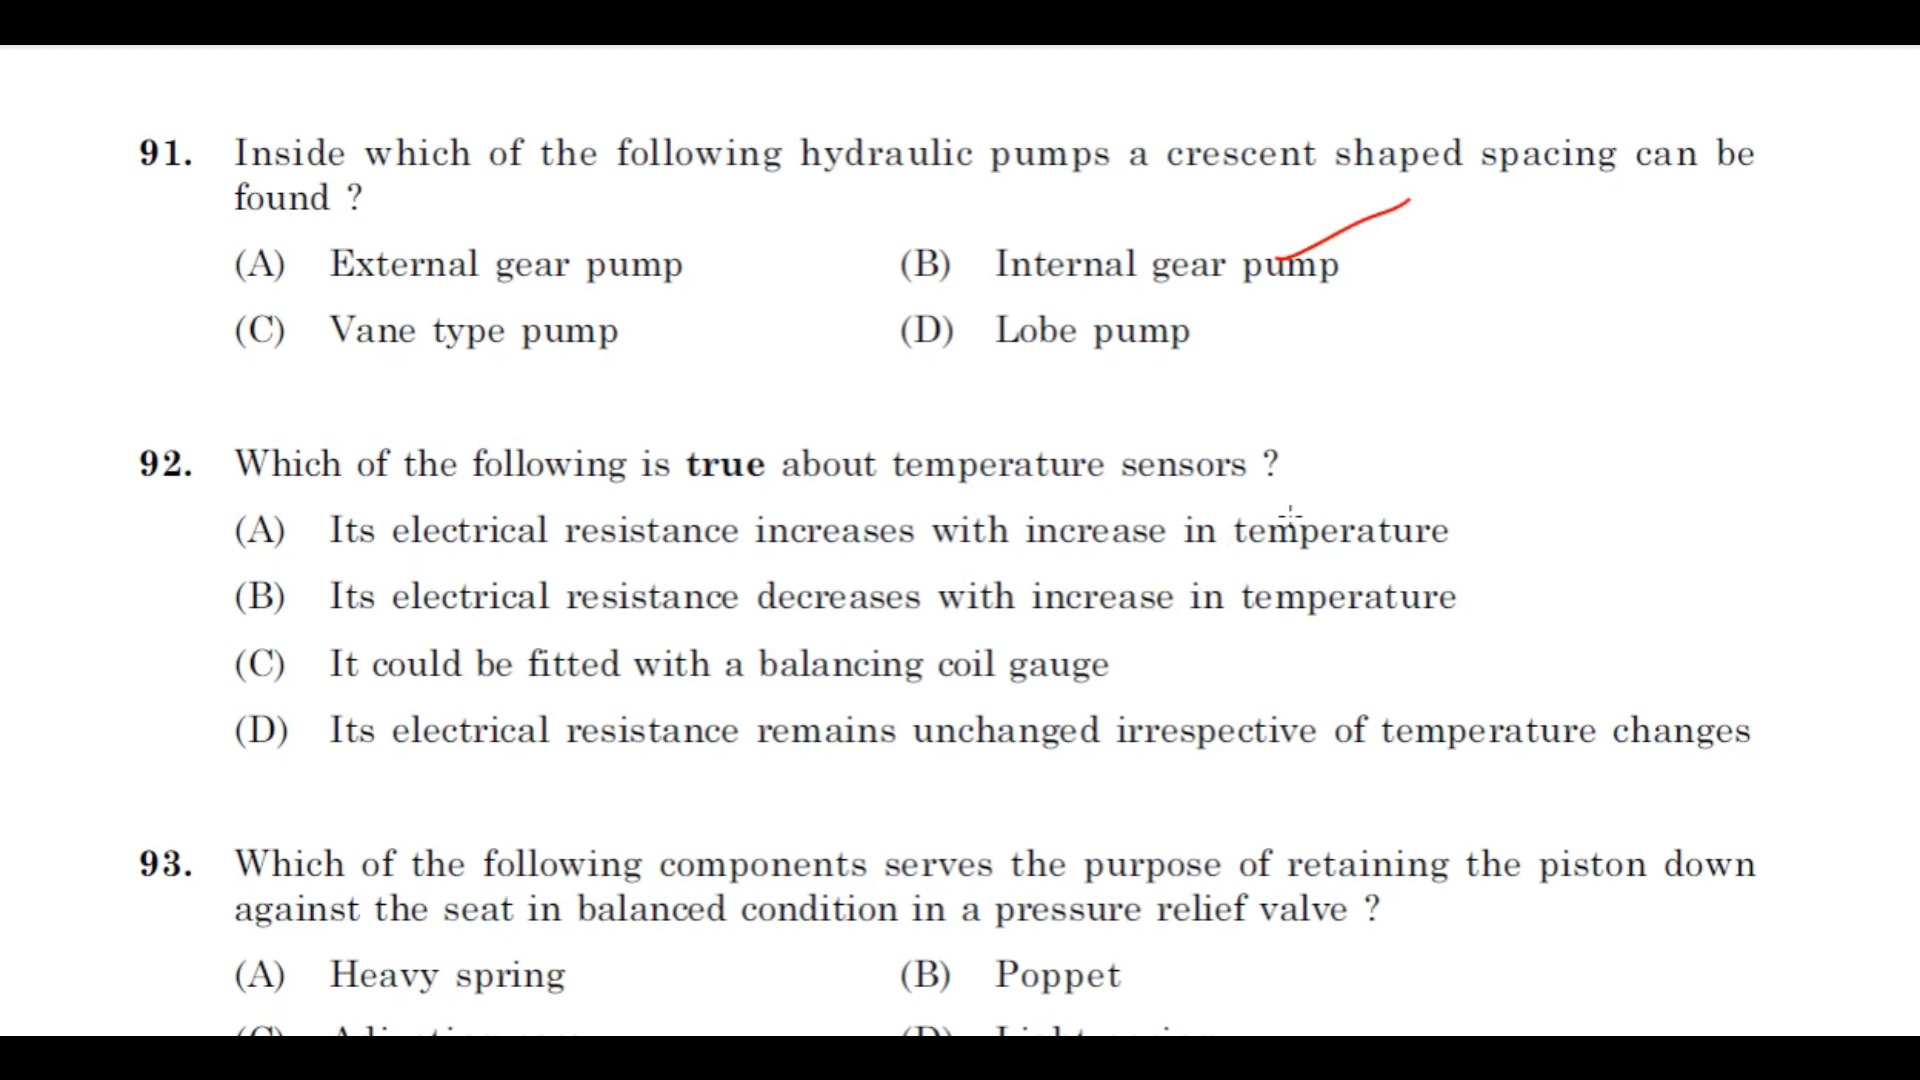 91. Inside which of the following hydraulic pumps a crescent shaped spacing can be
found ?
(A) External gear pump (B) Internal gear pump
(C) Vane type pump (D) Lobe pump
92. Which of the following is true about temperature sensors ?
(A) Its electrical resistance increases with increase in temperature
(B) Its electrical resistance decreases with increase in temperature
(C) It could be fitted with a balancing coil gauge
(D) Its electrical resistance remains unchanged irrespective of temperature changes
93. Which of the following components serves the purpose of retaining the piston down
against the seat in balanced condition in a pressure relief valve ?
(A) Heavy spring (B) Poppet